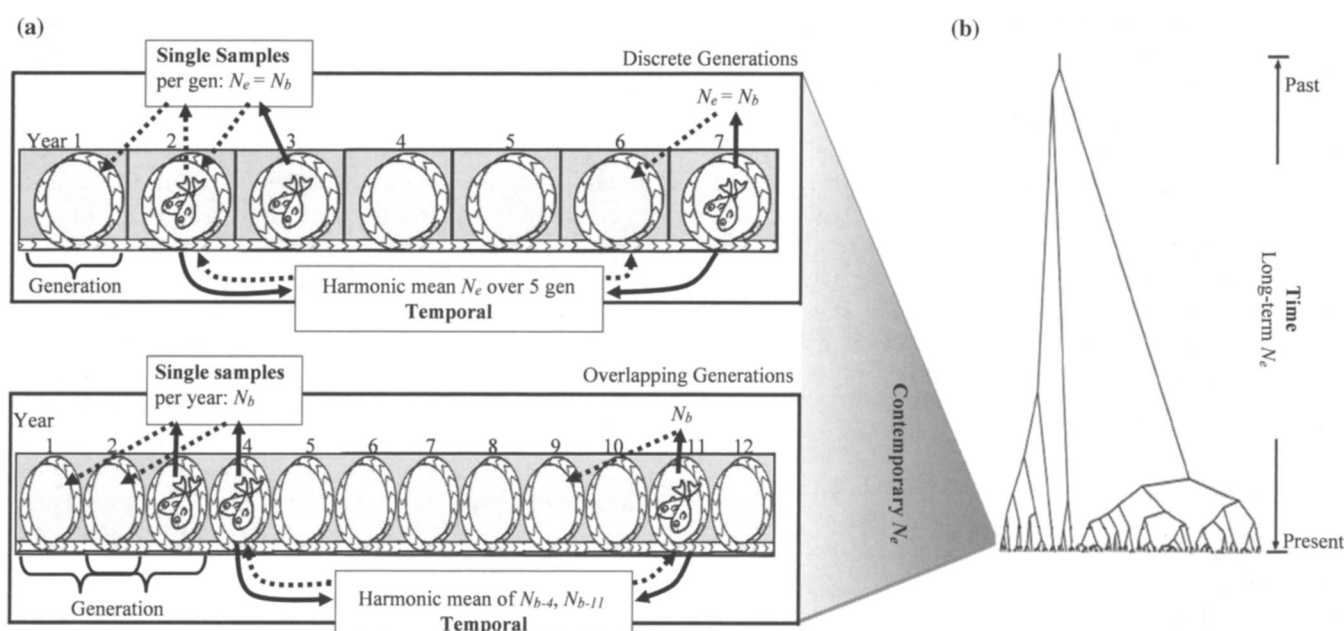 (a)
Single Samples
per gen: Ne = Nb
Discrete Generations
Ne = Nb
Year 1 2 3 4 5 6 7
Generation
Harmonic mean Ne over 5 gen
Temporal
Single samples
per year: Nb
Overlapping Generations
Nb
Year
1 2 4 5 6 7 8 9 10 11 12
Generation
Harmonic mean of Nb-4, Nb-11
Temporal
Contemporary Ne
(b)
Past
Time
Long-term Ne
Present